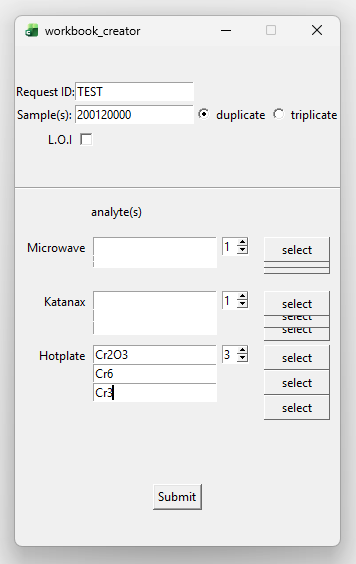 workbook_creator
Request ID: TEST
Sample(s): 200120000 duplicate triplicate
L.O.I
analyte(s)
Microwave 1 select
Katanax 1 select
select
select
Hotplate Cr2O3 3 select
Cr6 select
Cr3 select
Submit